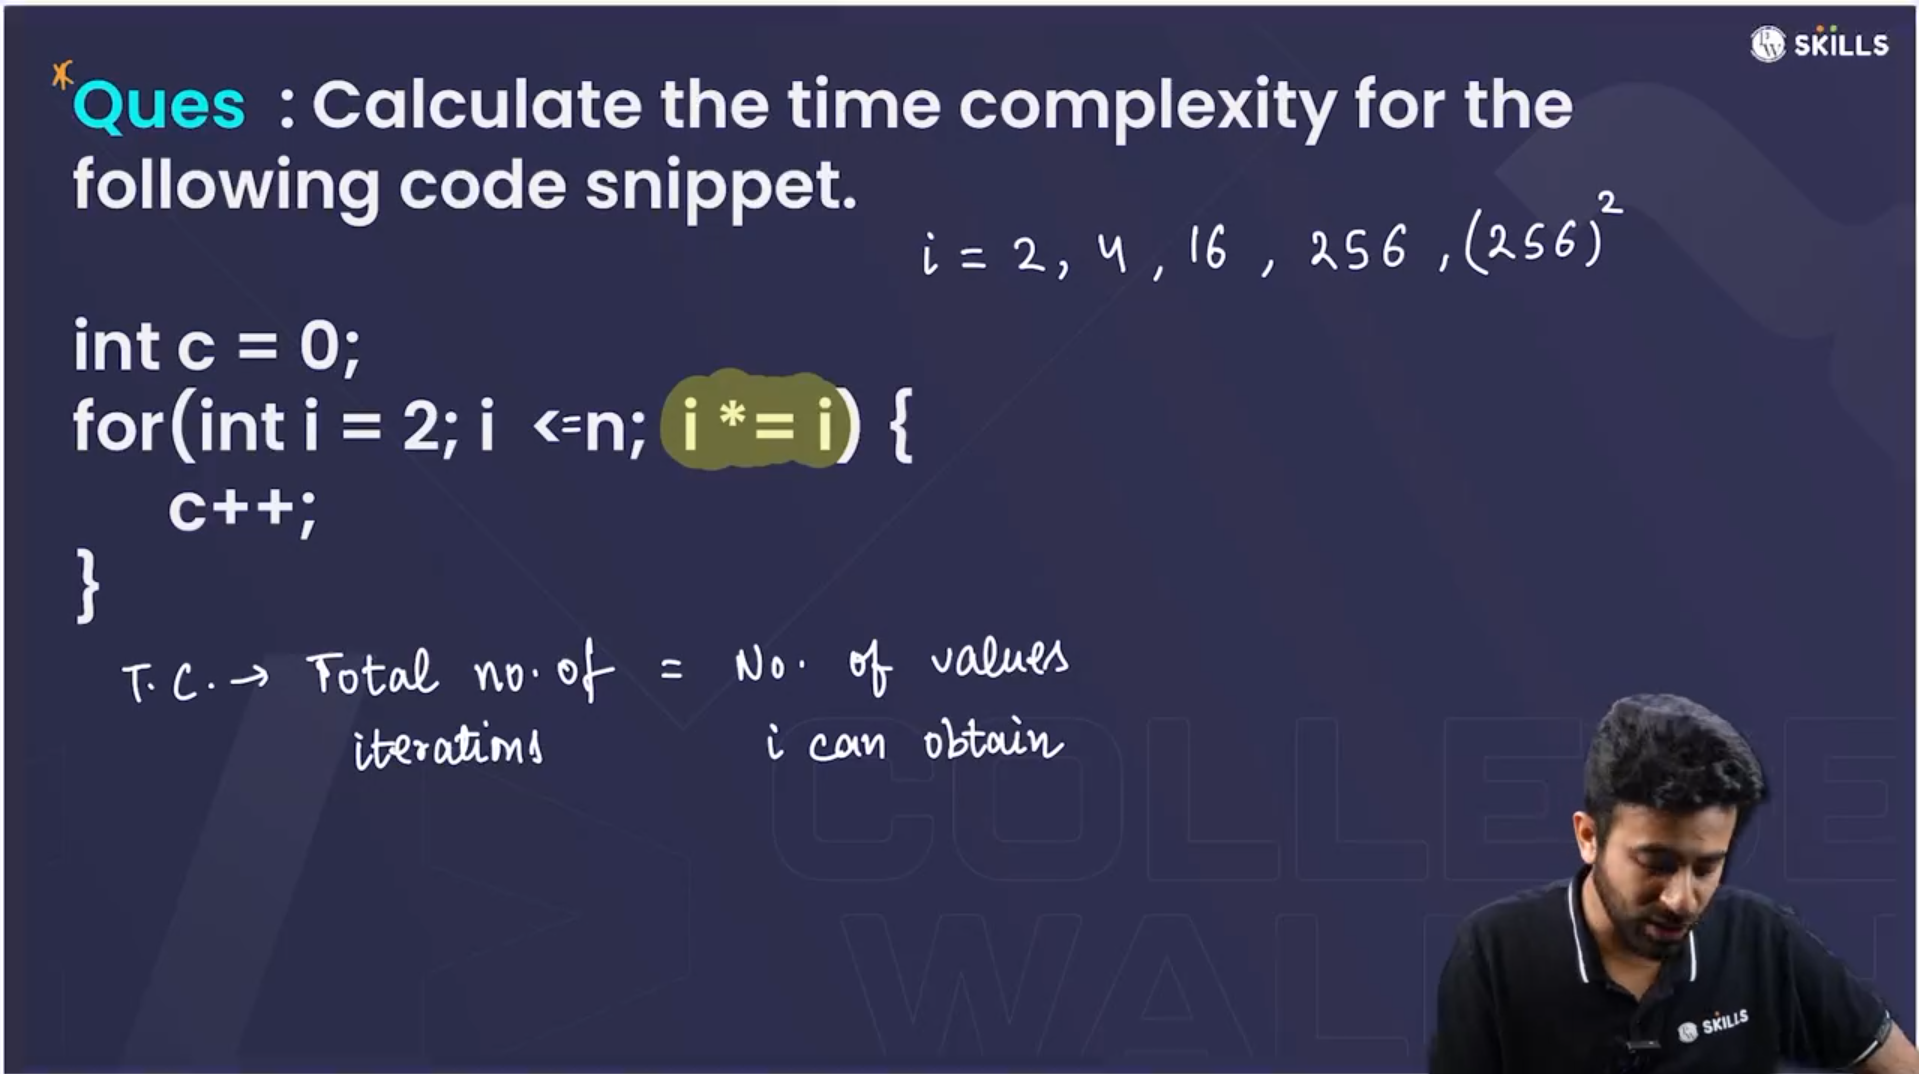 SKILLS
*Ques : Calculate the time complexity for the
following code snippet.
i = 2, 4, 16, 256, (256)²
int c = 0;
for(int i = 2; i <=n; i *= i) {
c++;
}
T.C. → Total no. of = No. of values
iterations i can obtain
COLLEGE
WAL
SKILLS